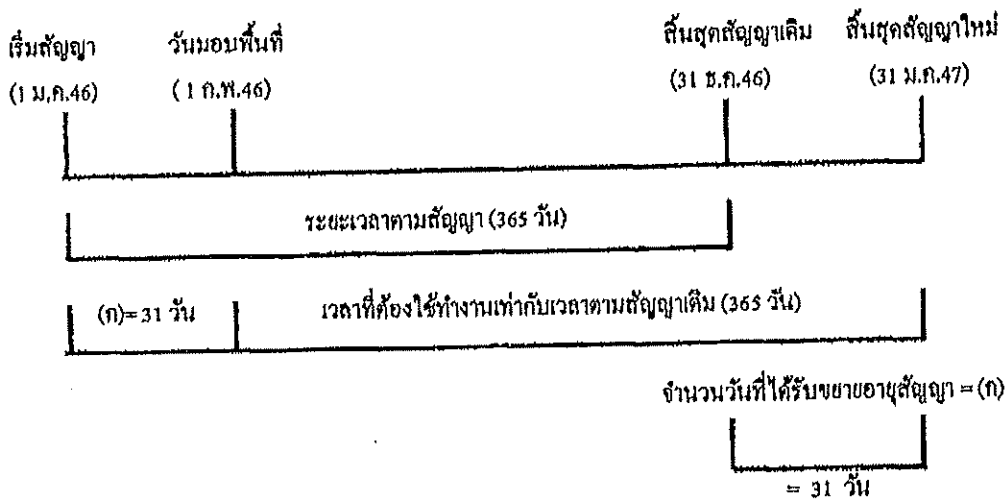 เริ่มสัญญา วันมอบพื้นที่ สิ้นสุดสัญญาเดิม สิ้นสุดสัญญาใหม่
(1 ม.ค.46) ( 1 ก.พ.46) (31 ธ.ค.46) (31 ม.ค.47)
ระยะเวลาตามสัญญา (365 วัน)
(ก)= 31 วัน เวลาที่ต้องใช้ทำงานเท่ากับเวลาตามสัญญาเดิม (365 วัน)
จำนวนวันที่ได้รับขยายอายุสัญญา = (ก)
= 31 วัน